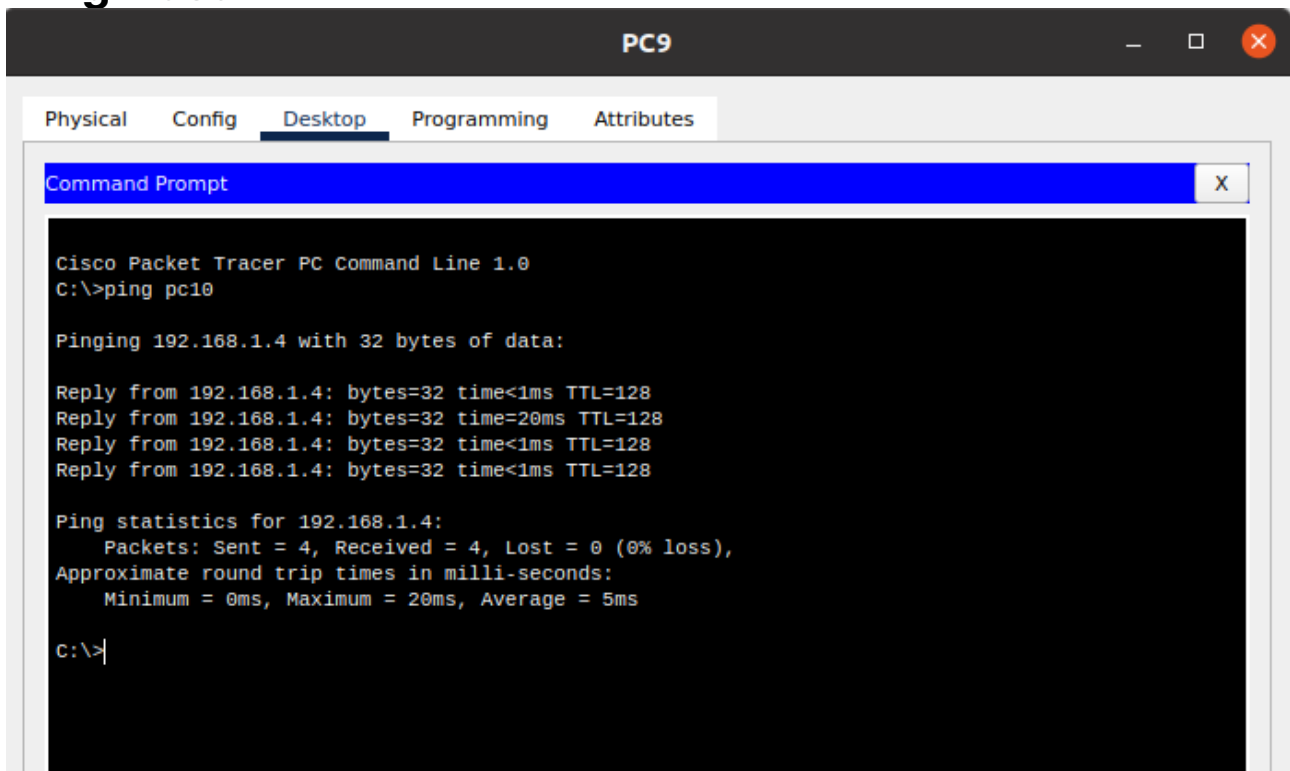 PC9
Physical Config Desktop Programming Attributes
Command Prompt X
Cisco Packet Tracer PC Command Line 1.0
C:\>ping pc10
Pinging 192.168.1.4 with 32 bytes of data:
Reply from 192.168.1.4: bytes=32 time<1ms TTL=128
Reply from 192.168.1.4: bytes=32 time=20ms TTL=128
Reply from 192.168.1.4: bytes=32 time<1ms TTL=128
Reply from 192.168.1.4: bytes=32 time<1ms TTL=128
Ping statistics for 192.168.1.4:
Packets: Sent = 4, Received = 4, Lost = 0 (0% loss),
Approximate round trip times in milli-seconds:
Minimum = 0ms, Maximum = 20ms, Average = 5ms
C:\>